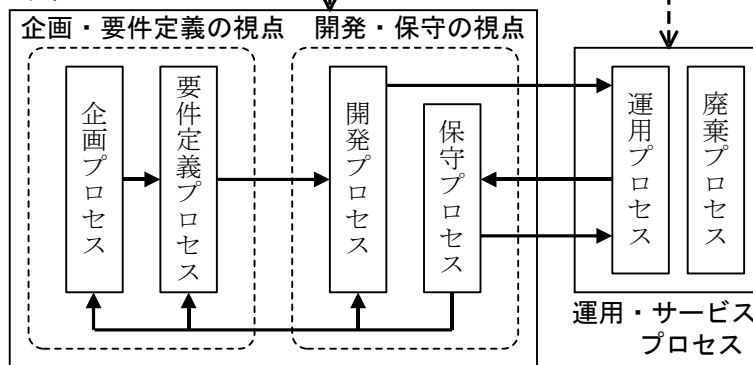 企画・要件定義の視点
開発・保守の視点
企画プロセス
要件定義プロセス
開発プロセス
保守プロセス
運用プロセス
廃棄プロセス
運用・サービス
プロセス